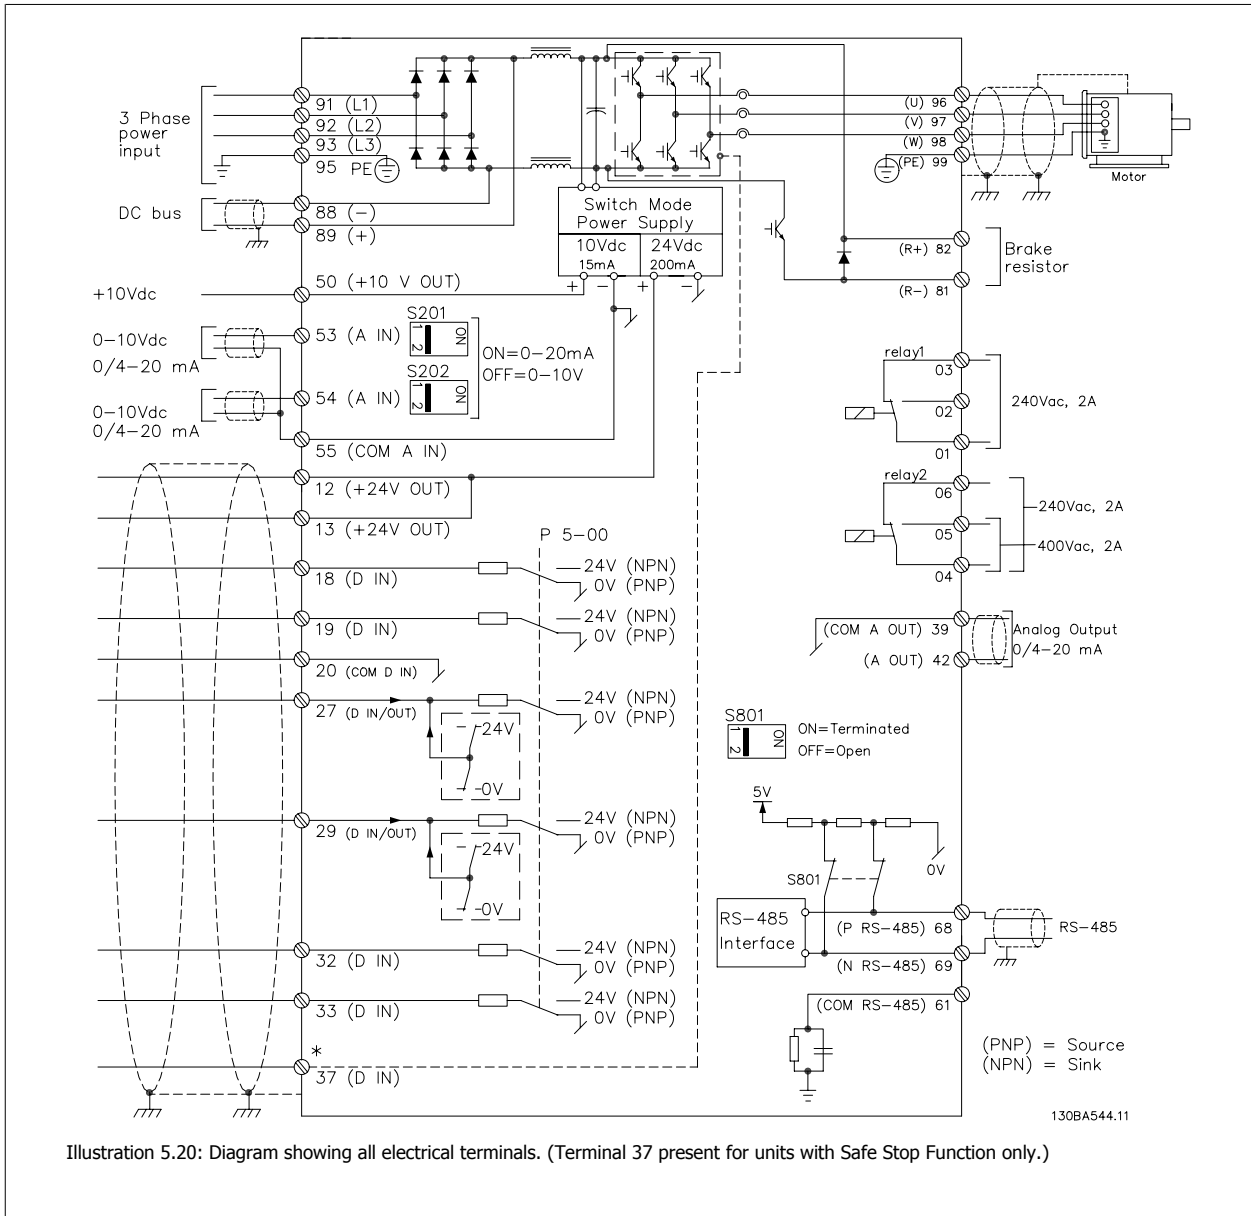 3 Phase
power
input
91 (L1)
92 (L2)
93 (L3)
95 PE
DC bus
88 (−)
89 (+)
+10Vdc
50 (+10 V OUT)
0−10Vdc
0/4−20 mA
53 (A IN)
S201
1 2
ON
0−10Vdc
0/4−20 mA
54 (A IN)
S202
1 2
ON
ON=0−20mA
OFF=0−10V
55 (COM A IN)
12 (+24V OUT)
13 (+24V OUT)
Switch Mode
Power Supply
10Vdc
15mA
24Vdc
200mA
+ − + −
P 5-00
18 (D IN)
24V (NPN)
0V (PNP)
19 (D IN)
24V (NPN)
0V (PNP)
20 (COM D IN)
27 (D IN/OUT)
24V (NPN)
0V (PNP)
24V
0V
29 (D IN/OUT)
24V (NPN)
0V (PNP)
24V
0V
32 (D IN)
24V (NPN)
0V (PNP)
33 (D IN)
24V (NPN)
0V (PNP)
*
37 (D IN)
(U) 96
(V) 97
(W) 98
(PE) 99
Motor
(R+) 82
(R−) 81
Brake
resistor
relay1
03
02
01
240Vac, 2A
relay2
06
05
04
240Vac, 2A
400Vac, 2A
(COM A OUT) 39
(A OUT) 42
Analog Output
0/4−20 mA
S801
1 2
ON
ON=Terminated
OFF=Open
5V
S801
0V
RS−485
Interface
(P RS−485) 68
(N RS−485) 69
(COM RS−485) 61
RS−485
(PNP) = Source
(NPN) = Sink
130BA544.11
Illustration 5.20: Diagram showing all electrical terminals. (Terminal 37 present for units with Safe Stop Function only.)